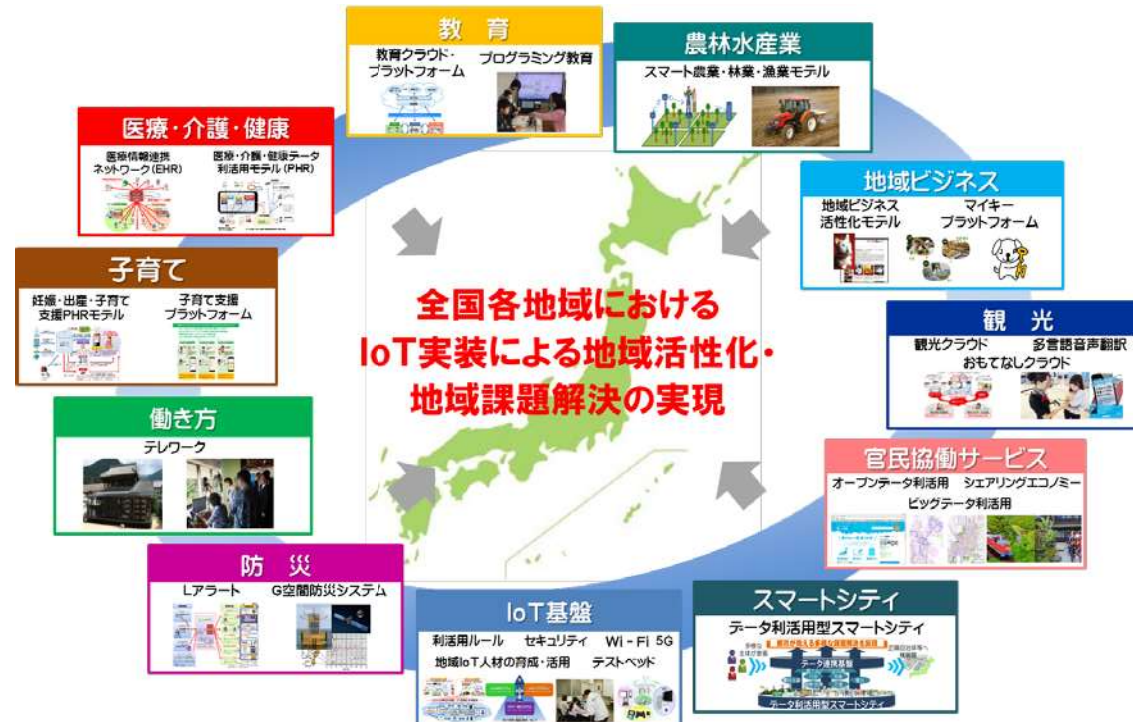 教 育
教育クラウド・
プラットフォーム
プログラミング教育
農林水産業
スマート農業・林業・漁業モデル
医療・介護・健康
医療情報連携
ネットワーク(EHR)
医療・介護・健康データ
利活用モデル(PHR)
地域ビジネス
地域ビジネス
活性化モデル
マイキー
プラットフォーム
子育て
妊娠・出産・子育て
支援PHRモデル
子育て支援
プラットフォーム
全国各地域における
IoT実装による地域活性化・
地域課題解決の実現
観 光
観光クラウド 多言語音声翻訳
おもてなしクラウド
働き方
テレワーク
官民協働サービス
オープンデータ利活用 シェアリングエコノミー
ビッグデータ利活用
防 災
Lアラート G空間防災システム
IoT基盤
利活用ルール セキュリティ Wi-Fi 5G
地域IoT人材の育成・活用 テストベッド
スマートシティ
データ利活用型スマートシティ
データ連携基盤
データ利活用型スマートシティ